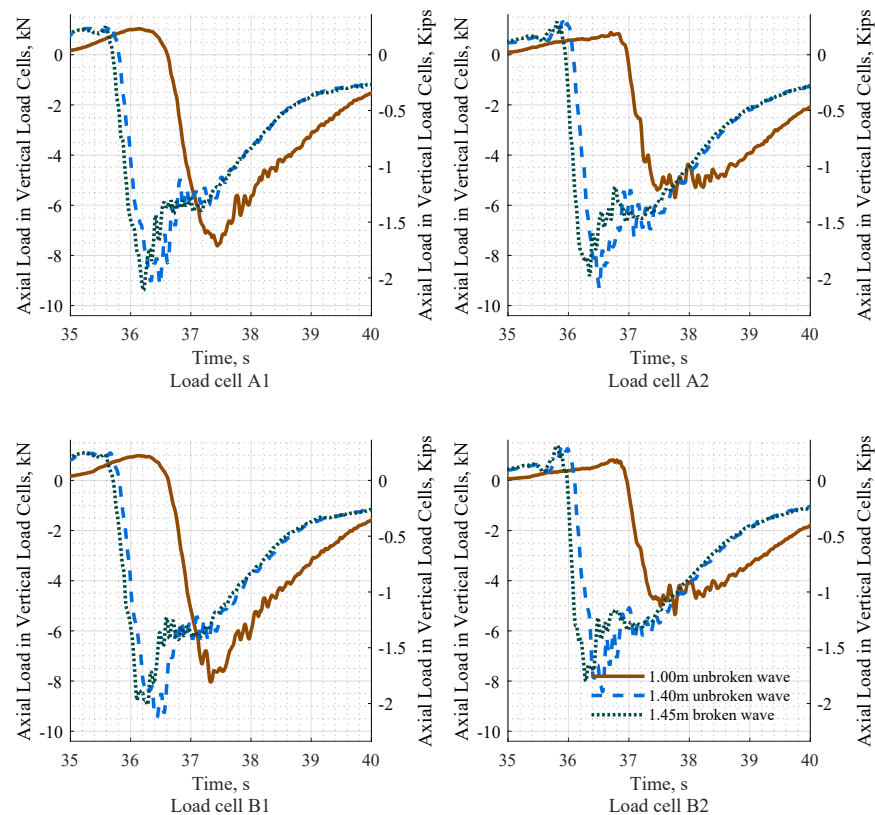 Axial Load in Vertical Load Cells, kN
0
-2
-4
-6
-8
-10
35 36 37 38 39 40
Time, s
Load cell A1
0
-0.5
-1
-1.5
-2
Axial Load in Vertical Load Cells, Kips
Axial Load in Vertical Load Cells, kN
0
-2
-4
-6
-8
-10
35 36 37 38 39 40
Time, s
Load cell A2
0
-0.5
-1
-1.5
-2
Axial Load in Vertical Load Cells, Kips
Axial Load in Vertical Load Cells, kN
0
-2
-4
-6
-8
-10
35 36 37 38 39 40
Time, s
Load cell B1
0
-0.5
-1
-1.5
-2
Axial Load in Vertical Load Cells, Kips
Axial Load in Vertical Load Cells, kN
0
-2
-4
-6
-8
-10
1.00m unbroken wave
1.40m unbroken wave
1.45m broken wave
35 36 37 38 39 40
Time, s
Load cell B2
0
-0.5
-1
-1.5
-2
Axial Load in Vertical Load Cells, Kips